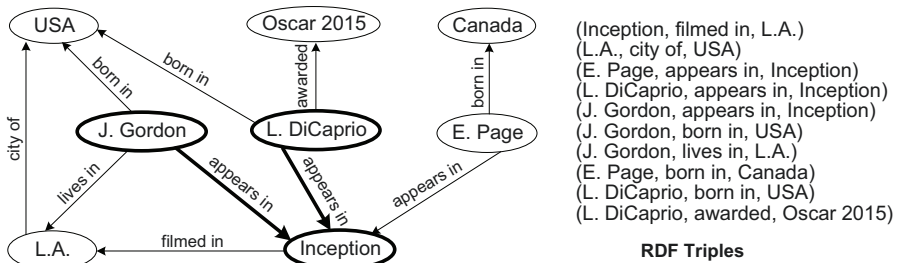 USA
Oscar 2015
Canada
born in
born in
awarded
born in
city of
J. Gordon
L. DiCaprio
E. Page
lives in
appears in
appears in
appears in
L.A.
filmed in
Inception
(Inception, filmed in, L.A.)
(L.A., city of, USA)
(E. Page, appears in, Inception)
(L. DiCaprio, appears in, Inception)
(J. Gordon, appears in, Inception)
(J. Gordon, born in, USA)
(J. Gordon, lives in, L.A.)
(E. Page, born in, Canada)
(L. DiCaprio, born in, USA)
(L. DiCaprio, awarded, Oscar 2015)
RDF Triples